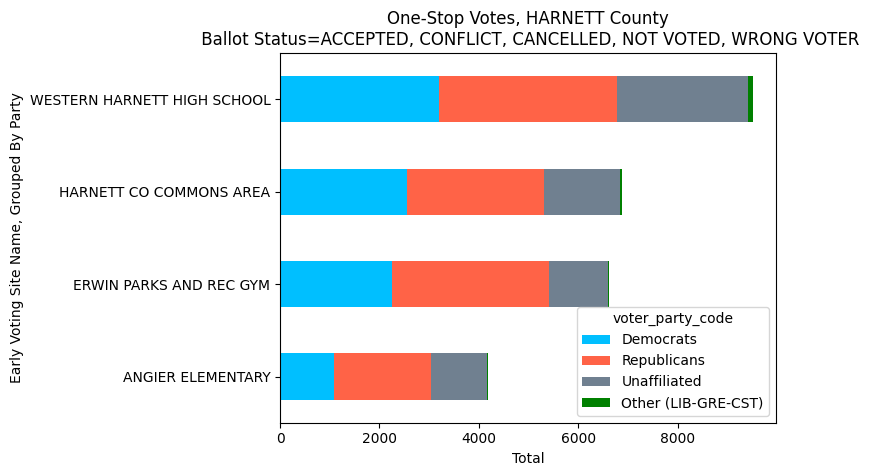 One-Stop Votes, HARNETT County
Ballot Status=ACCEPTED, CONFLICT, CANCELLED, NOT VOTED, WRONG VOTER
Early Voting Site Name, Grouped By Party
WESTERN HARNETT HIGH SCHOOL
HARNETT CO COMMONS AREA
ERWIN PARKS AND REC GYM
ANGIER ELEMENTARY
voter_party_code
Democrats
Republicans
Unaffiliated
Other (LIB-GRE-CST)
0 2000 4000 6000 8000
Total